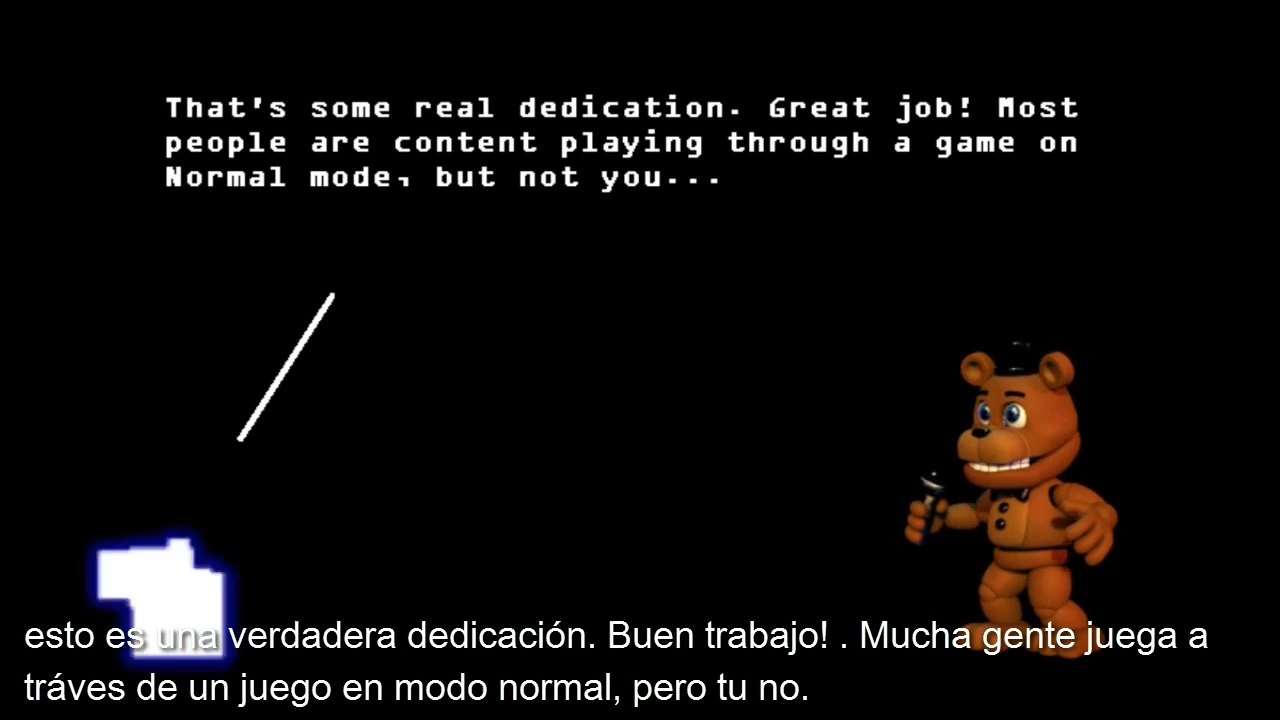 That's some real dedication. Great job! Most
people are content playing through a game on
Normal mode, but not you...
esto es una verdadera dedicación. Buen trabajo! . Mucha gente juega a
tráves de un juego en modo normal, pero tu no.